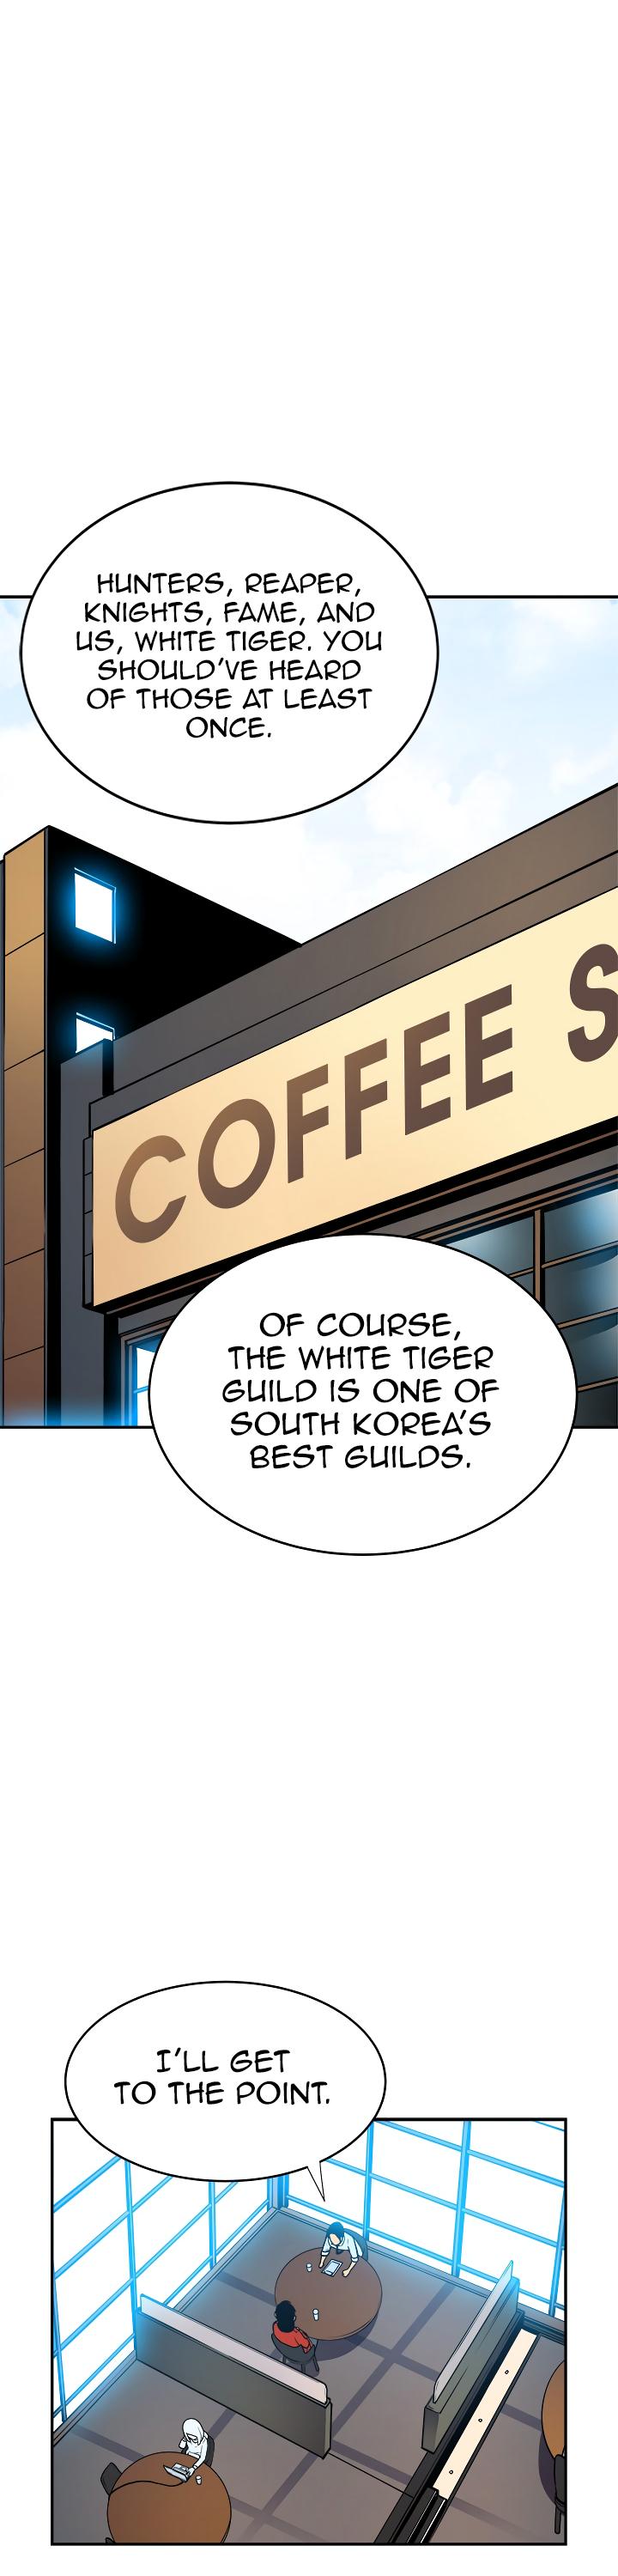 HUNTERS, REAPER,
KNIGHTS, FAME, AND
US, WHITE TIGER. YOU
SHOULD'VE HEARD
OF THOSE AT LEAST
ONCE.
COFFEE S
OF COURSE,
THE WHITE TIGER
GUILD IS ONE OF
SOUTH KOREA'S
BEST GUILDS.
I'LL GET
TO THE POINT.